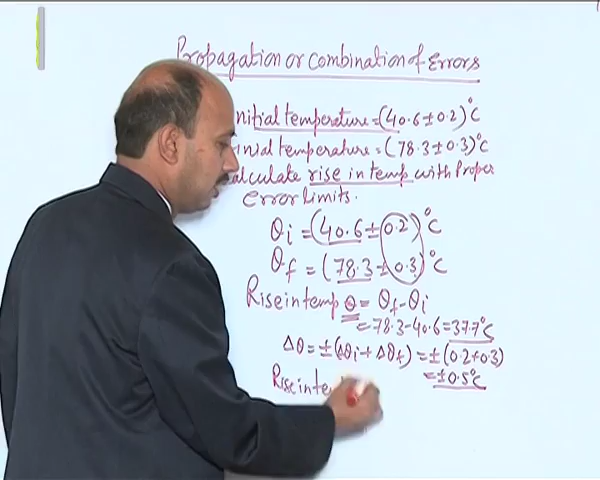 Propagation or combination of Errors
nitial temperature = (40.6 ± 0.2)°C
inal temperature = (78.3 ± 0.3)°C
alculate rise in temp with Proper
Error limits.
θi = (40.6 ± 0.2)°C
θf = (78.3 ± 0.3)°C
Rise in temp θ = θf - θi
= 78.3 - 40.6 = 37.7°C
Δθ = ± (Δθi + Δθf) = ± (0.2 + 0.3)
= ± 0.5°C
Rise in te